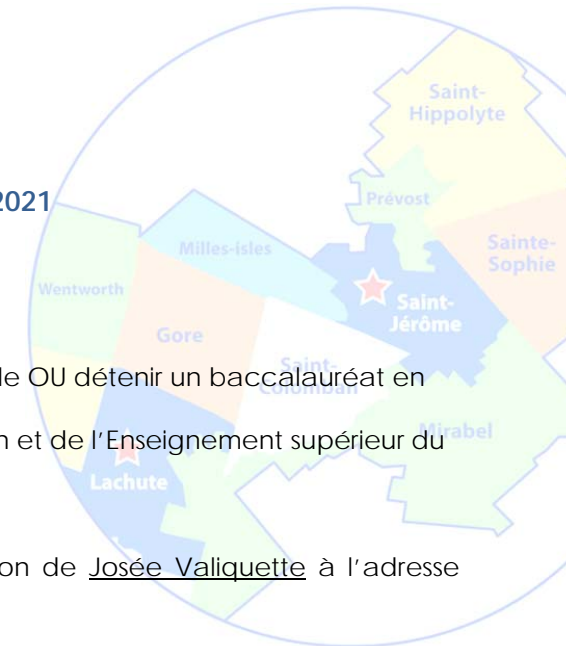 Saint-
Hippolyte
2021
Prévost
Milles-isles
Sainte-
Sophie
Wentworth
Saint-
Jérôme
Gore
le OU détenir un baccalauréat en
Saint-
Colomban
n et de l'Enseignement supérieur du
Mirabel
Lachute
on de Josée Valiquette à l'adresse